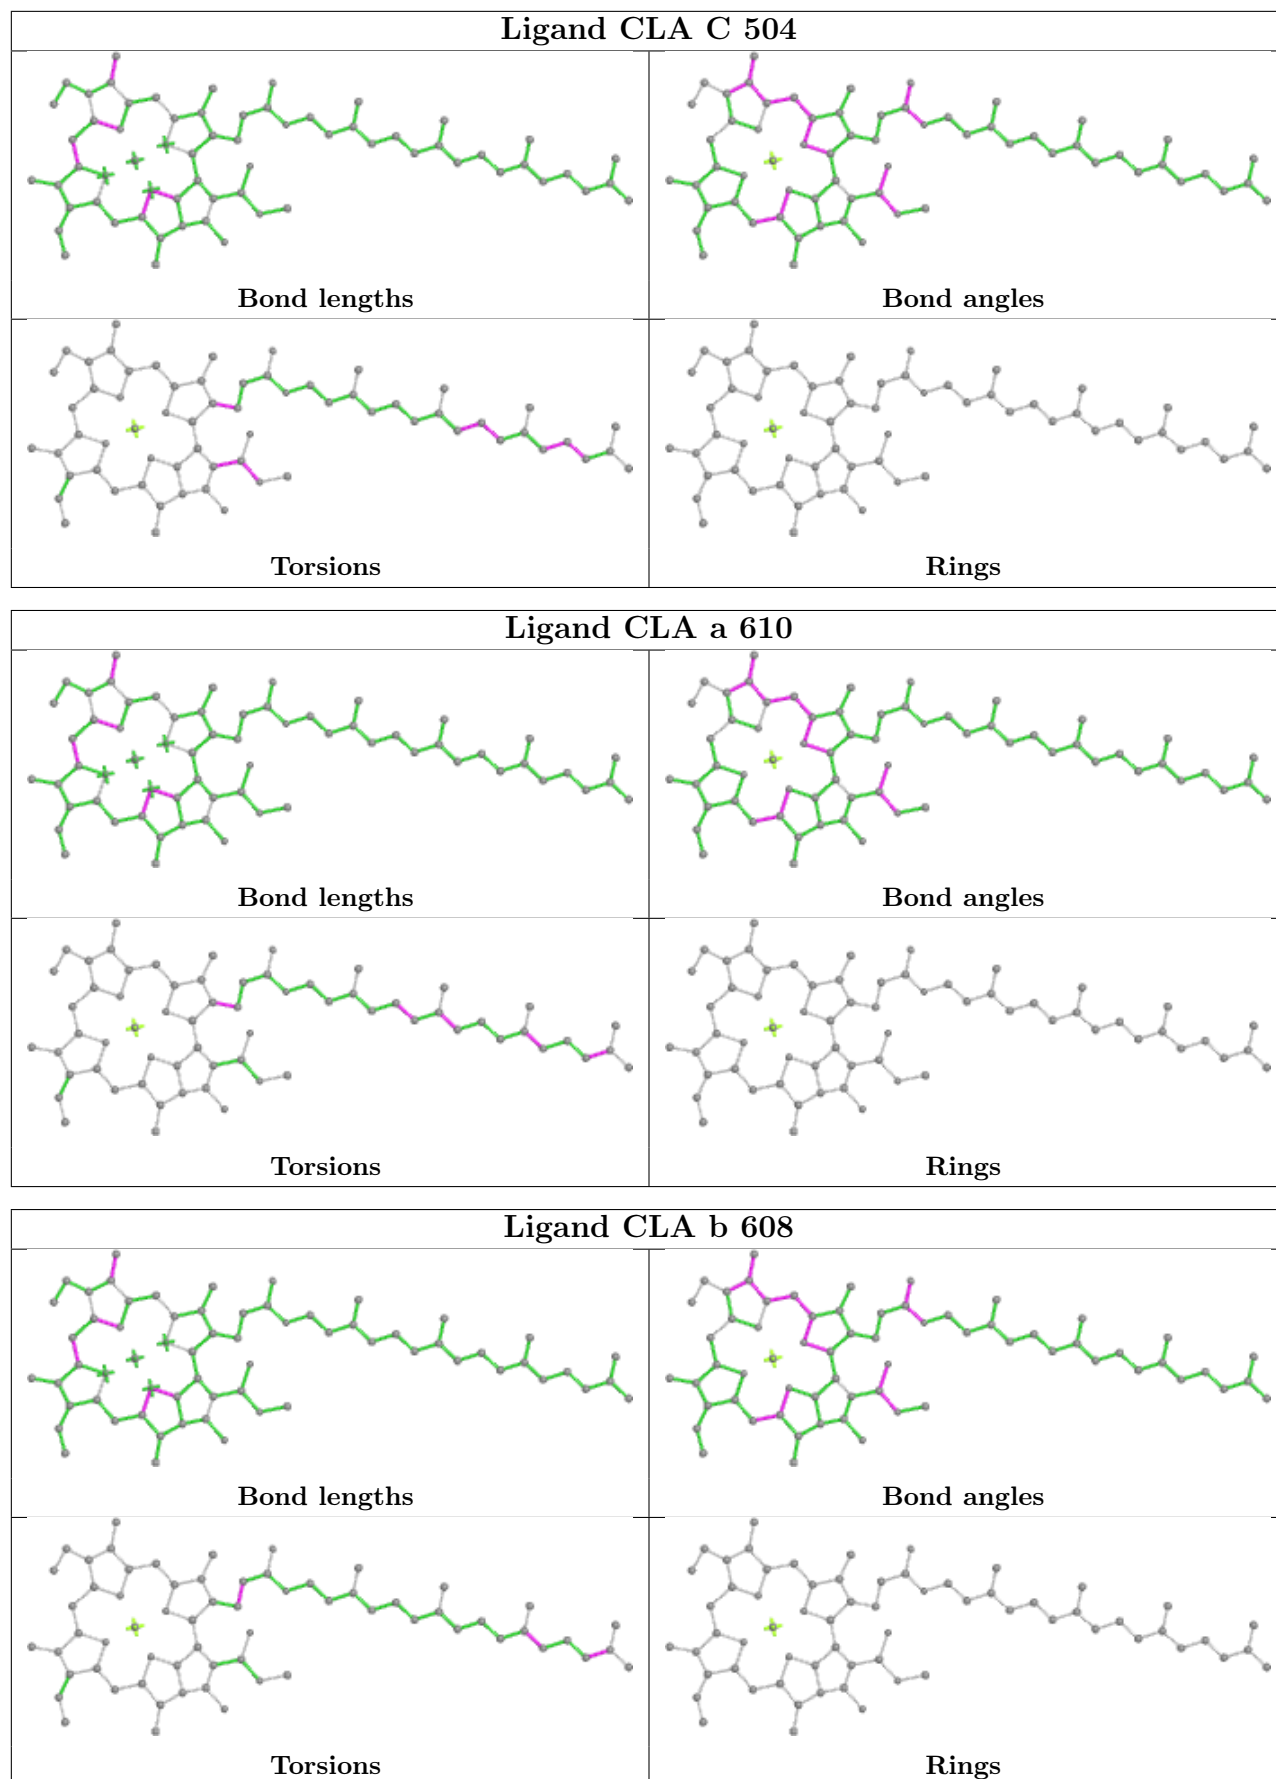 Ligand CLA C 504
Bond lengths
Bond angles
Torsions
Rings
Ligand CLA a 610
Bond lengths
Bond angles
Torsions
Rings
Ligand CLA b 608
Bond lengths
Bond angles
Torsions
Rings